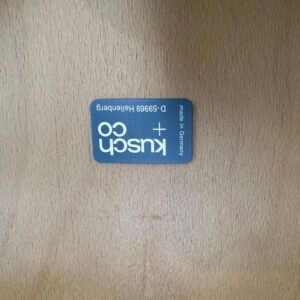 kusch
+
co
D-59969 Hallenberg
made in Germany